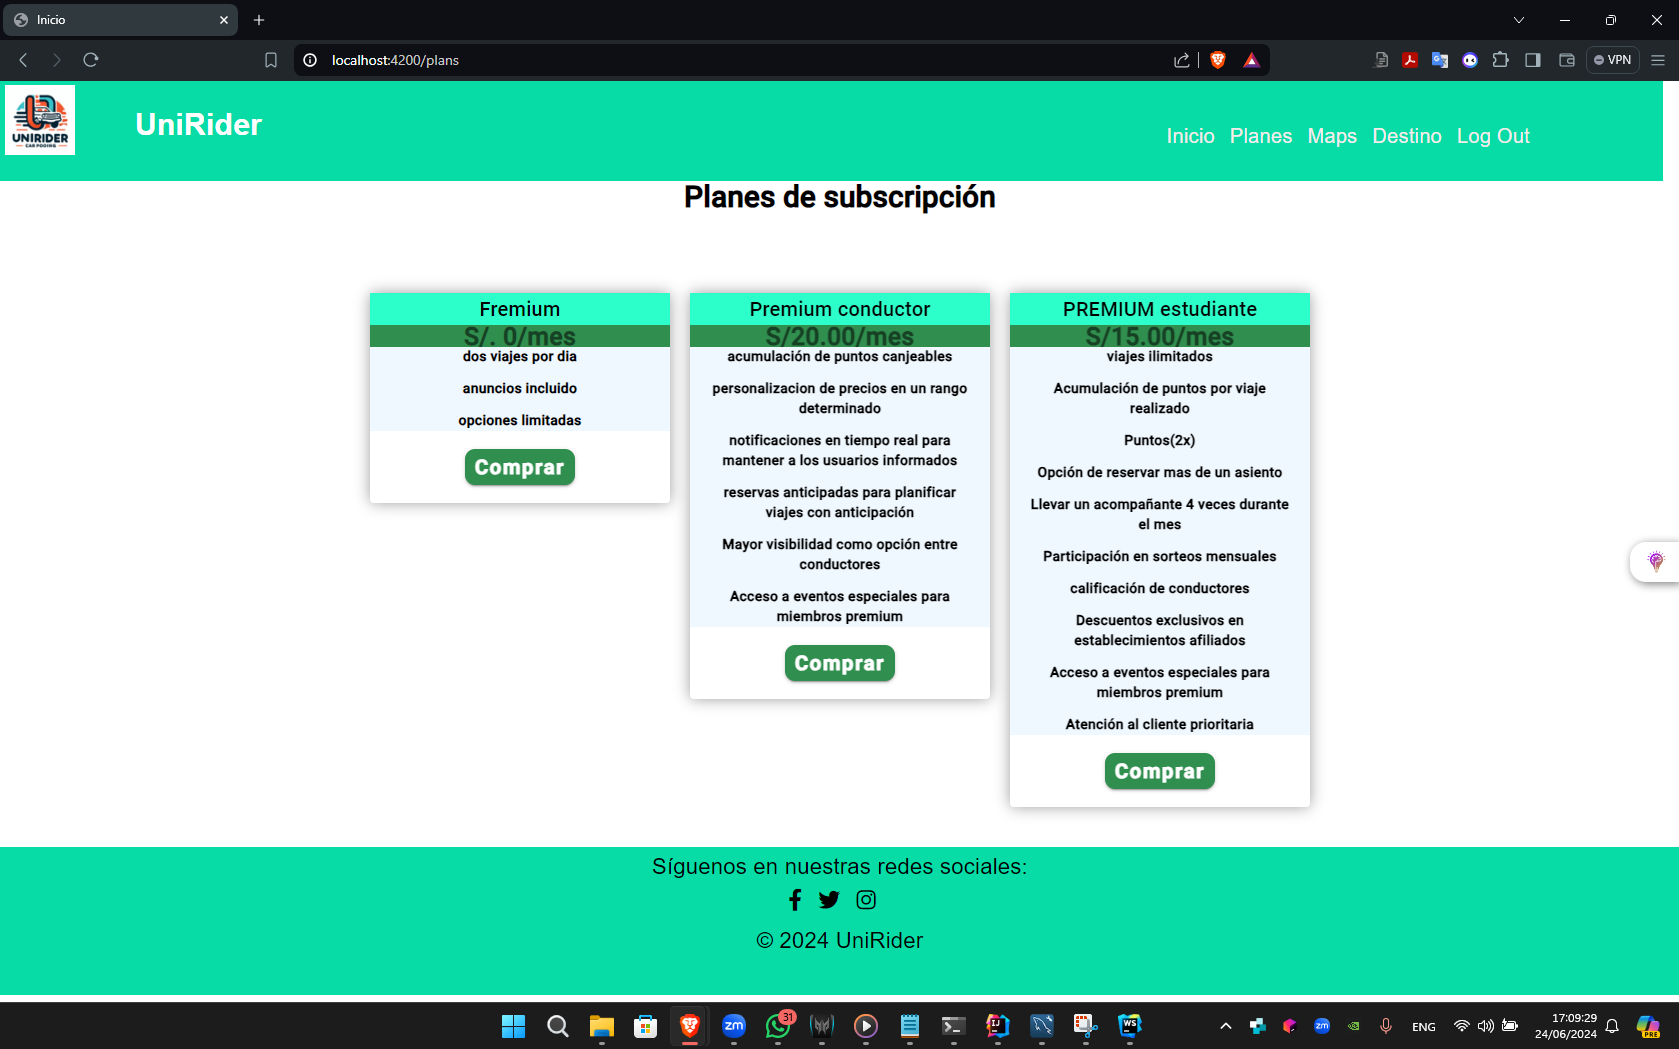 Inicio
localhost:4200/plans
VPN
UNIRIDER
CAR POOING
UniRider
Inicio Planes Maps Destino Log Out
Planes de subscripción
Fremium
S/. 0/mes
dos viajes por dia
anuncios incluido
opciones limitadas
Comprar
Premium conductor
S/20.00/mes
acumulación de puntos canjeables
personalizacion de precios en un rango
determinado
notificaciones en tiempo real para
mantener a los usuarios informados
reservas anticipadas para planificar
viajes con anticipación
Mayor visibilidad como opción entre
conductores
Acceso a eventos especiales para
miembros premium
Comprar
PREMIUM estudiante
S/15.00/mes
viajes ilimitados
Acumulación de puntos por viaje
realizado
Puntos(2x)
Opción de reservar mas de un asiento
Llevar un acompañante 4 veces durante
el mes
Participación en sorteos mensuales
calificación de conductores
Descuentos exclusivos en
establecimientos afiliados
Acceso a eventos especiales para
miembros premium
Atención al cliente prioritaria
Comprar
Síguenos en nuestras redes sociales:
© 2024 UniRider
zm
31
IJ
WS
zm
ENG
17:09:29
24/06/2024
PRE